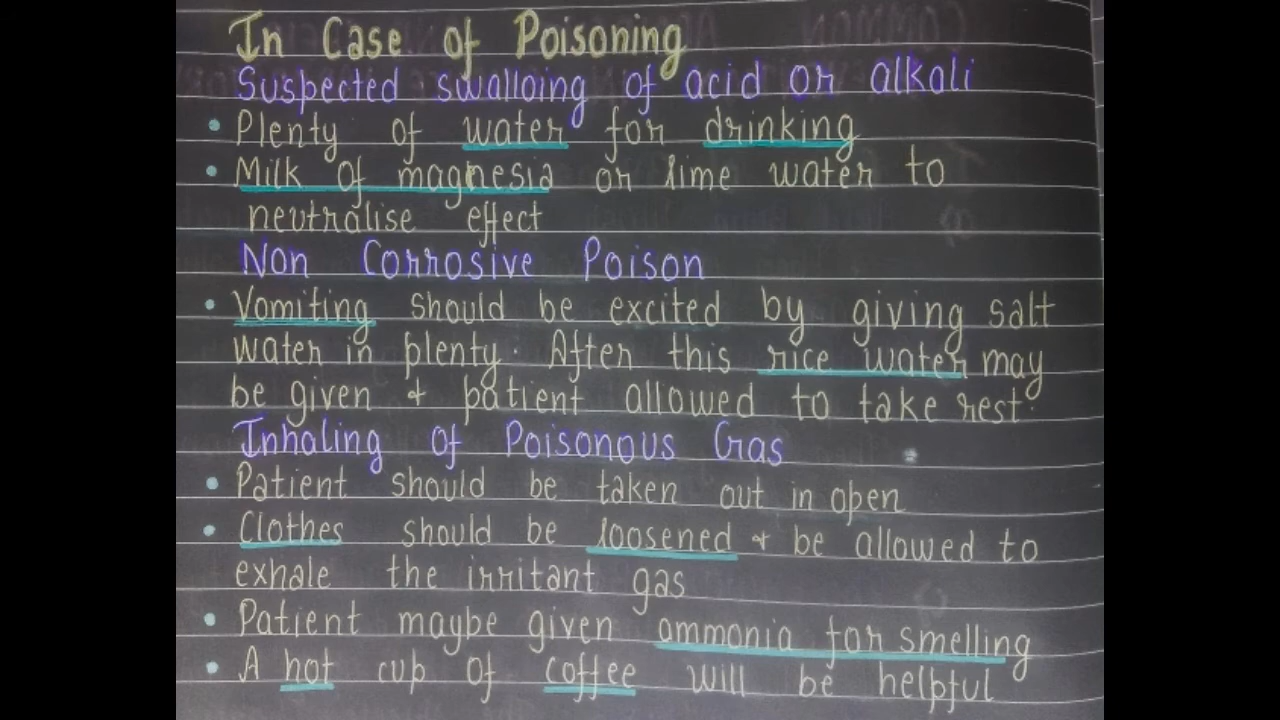 In Case of Poisoning
Suspected swalloing of acid or alkali
• Plenty of water for drinking
• Milk of magnesia or lime water to
neutralise effect
Non Corrosive Poison
• Vomiting should be excited by giving salt
water in plenty. After this rice water may
be given & patient allowed to take rest.
Inhaling of Poisonous Gas
• Patient should be taken out in open
• Clothes should be loosened & be allowed to
exhale the irritant gas
• Patient maybe given ammonia for smelling
• A hot cup of coffee will be helpful